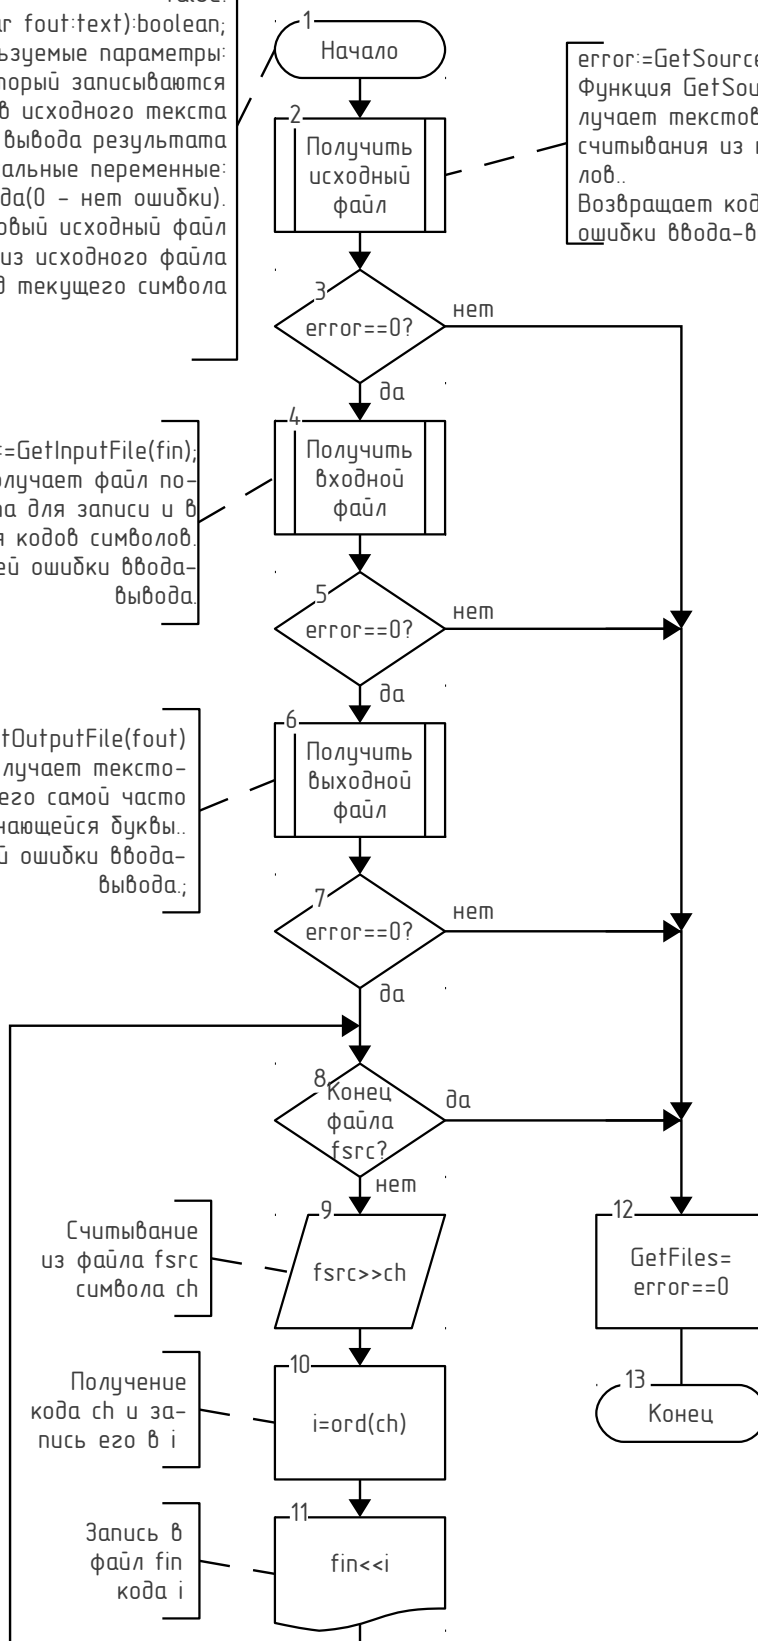 1
Начало
r fout:text):boolean;
ьзуемые параметры:
торый записываются
в исходного текста
вывода результата
альные переменные:
да(0 - нет ошибки).
овый исходный файл
из исходного файла
д текущего символа
error:=GetSource
Функция GetSou
лучает текстов
считывания из
лов..
Возвращает код
ошибки ввода-в
2
Получить
исходный
файл
3
error==0?
нет
да
:=GetInputFile(fin);
олучает файл по-
та для записи и в
я кодов символов.
ей ошибки ввода-
вывода.
4
Получить
входной
файл
5
error==0?
нет
да
tOutputFile(fout)
лучает тексто-
его самой часто
чающейся буквы..
й ошибки ввода-
вывода.;
6
Получить
выходной
файл
7
error==0?
нет
да
8
Конец
файла
fsrc?
да
нет
Считывание
из файла fsrc
символа ch
9
fsrc>>ch
12
GetFiles=
error==0
Получение
кода ch и за-
пись его в i
10
i=ord(ch)
13
Конец
Запись в
файл fin
кода i
11
fin<<i